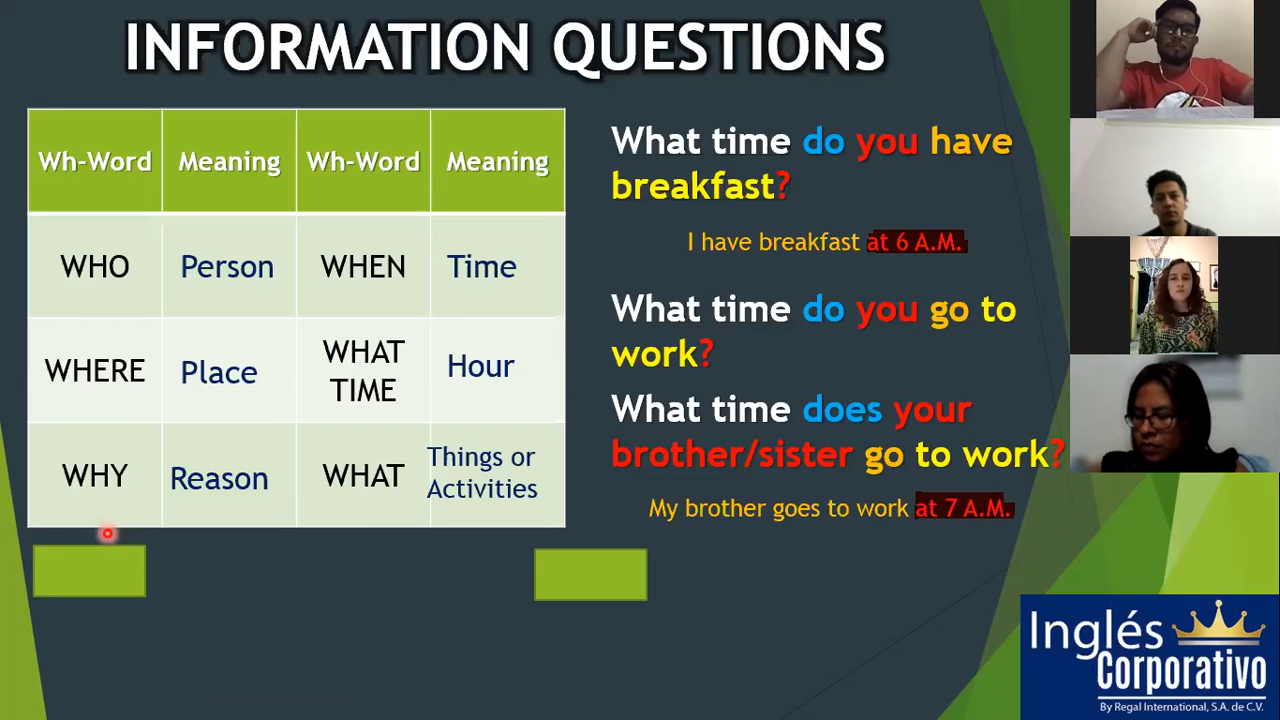 INFORMATION QUESTIONS
Wh-Word Meaning Wh-Word Meaning
WHO Person WHEN Time
WHERE Place WHAT TIME Hour
WHY Reason WHAT Things or Activities
What time do you have
breakfast?
I have breakfast at 6 A.M.
What time do you go to
work?
What time does your
brother/sister go to work?
My brother goes to work at 7 A.M.
Inglés
Corporativo
By Regal International, S.A. de C.V.